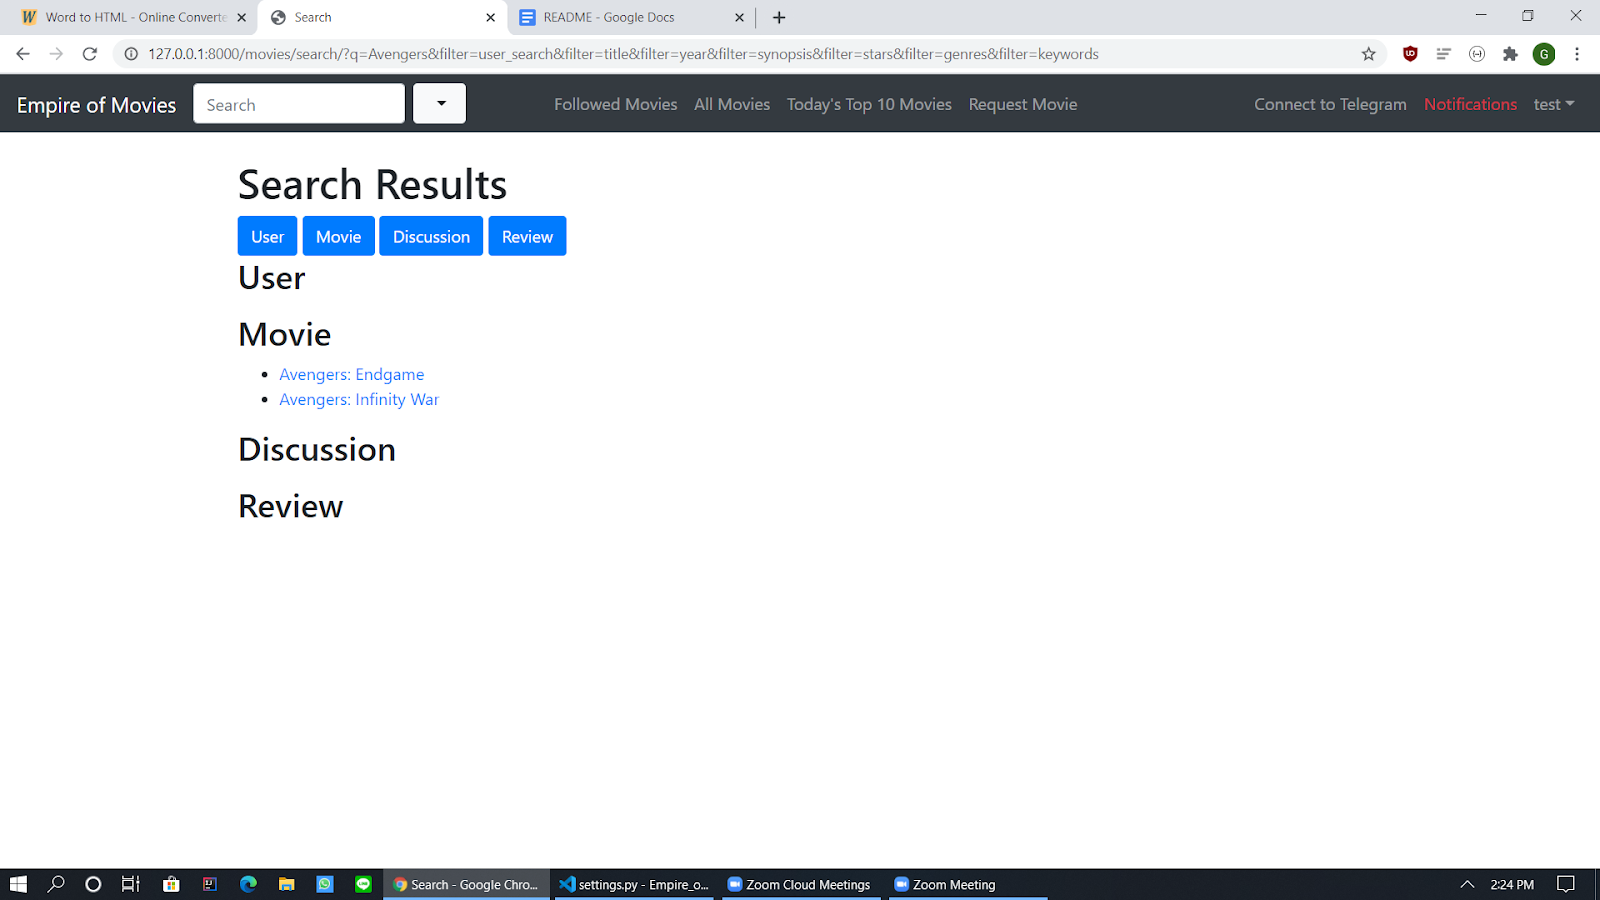 Word to HTML - Online Converte
Search
README - Google Docs
127.0.0.1:8000/movies/search/?q=Avengers&filter=user_search&filter=title&filter=year&filter=synopsis&filter=stars&filter=genres&filter=keywords
G
Empire of Movies
Search
Followed Movies
All Movies
Today's Top 10 Movies
Request Movie
Connect to Telegram
Notifications
test
Search Results
User
Movie
Discussion
Review
User
Movie
Avengers: Endgame
Avengers: Infinity War
Discussion
Review
Search - Google Chro...
settings.py - Empire_o...
Zoom Cloud Meetings
Zoom Meeting
2:24 PM